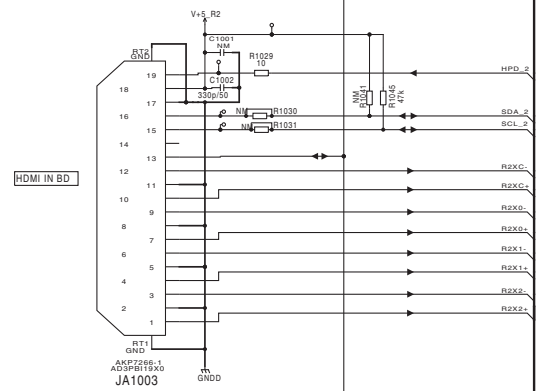 V+5_R2
C1001
NM
RT2
GND
R1029
10
19
HPD_2
C1002
18
330p/50
NM
R1041
R1045
47k
17
16
NM
R1030
SDA_2
15
NM
R1031
SCL_2
14
13
HDMI IN BD
12
R2XC-
11
10
R2XC+
9
R2X0-
8
7
R2X0+
6
R2X1-
5
4
R2X1+
3
R2X2-
2
1
R2X2+
RT1
GND
AKP7266-1
AD3PBI19X0
JA1003
GNDD